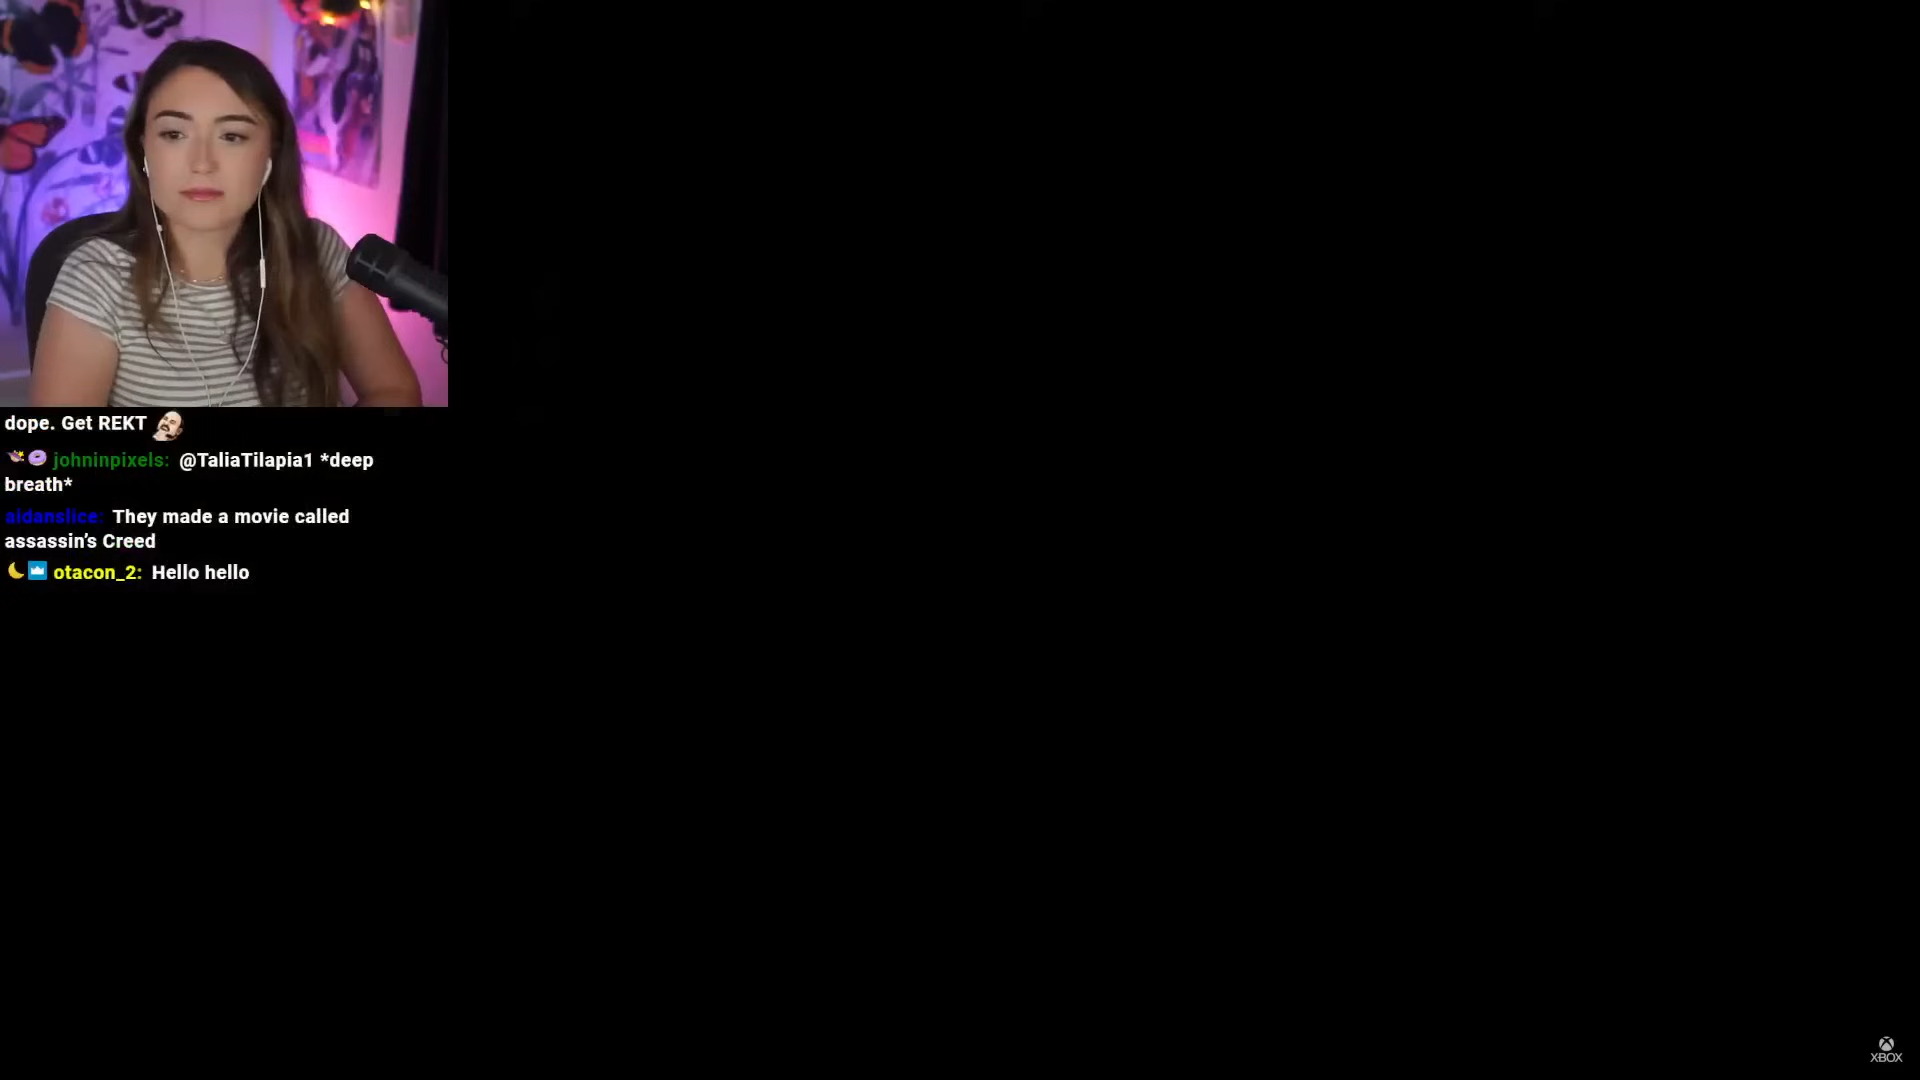 dope. Get REKT
johninpixels: @TaliaTilapia1 *deep
breath*
aidanslice: They made a movie called
assassin's Creed
otacon_2: Hello hello
XBOX